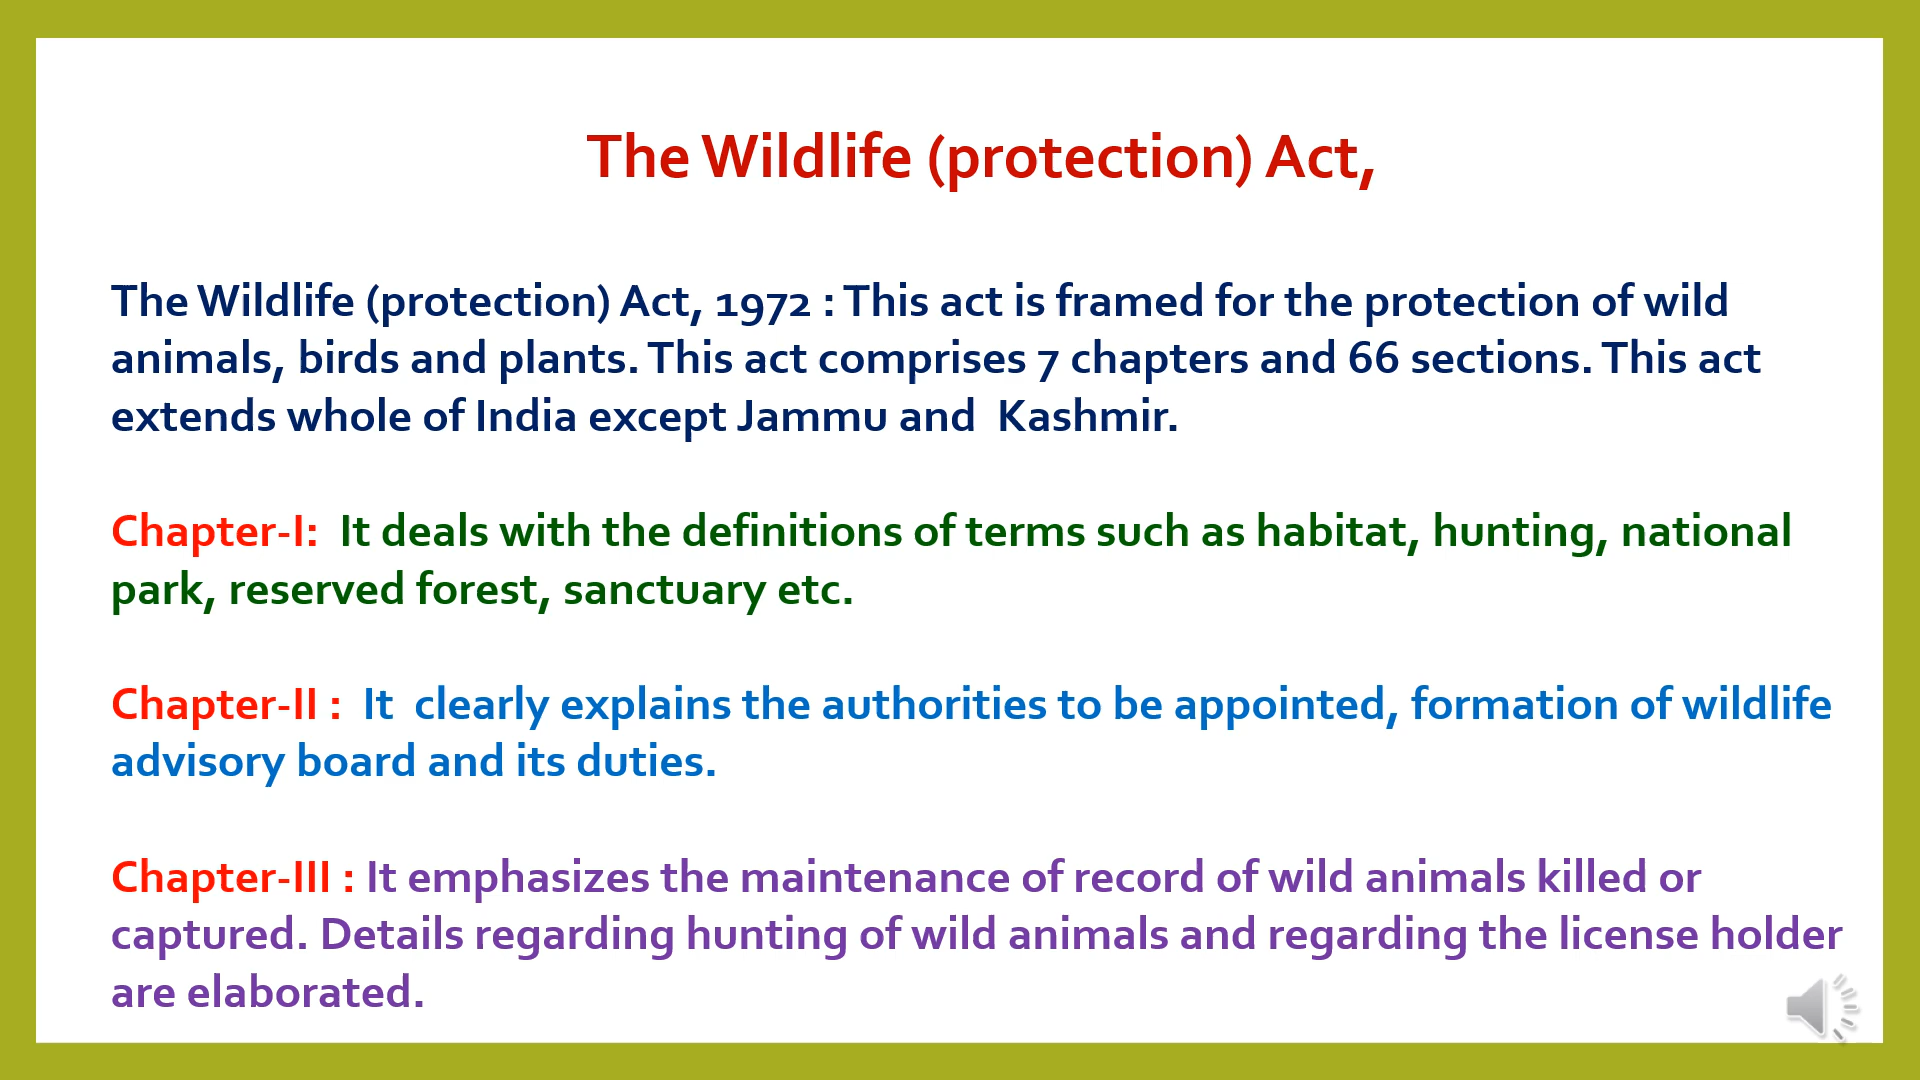 The Wildlife (protection) Act,
The Wildlife (protection) Act, 1972 : This act is framed for the protection of wild
animals, birds and plants. This act comprises 7 chapters and 66 sections. This act
extends whole of India except Jammu and  Kashmir.
Chapter-I:  It deals with the definitions of terms such as habitat, hunting, national
park, reserved forest, sanctuary etc.
Chapter-II :  It  clearly explains the authorities to be appointed, formation of wildlife
advisory board and its duties.
Chapter-III : It emphasizes the maintenance of record of wild animals killed or
captured. Details regarding hunting of wild animals and regarding the license holder
are elaborated.